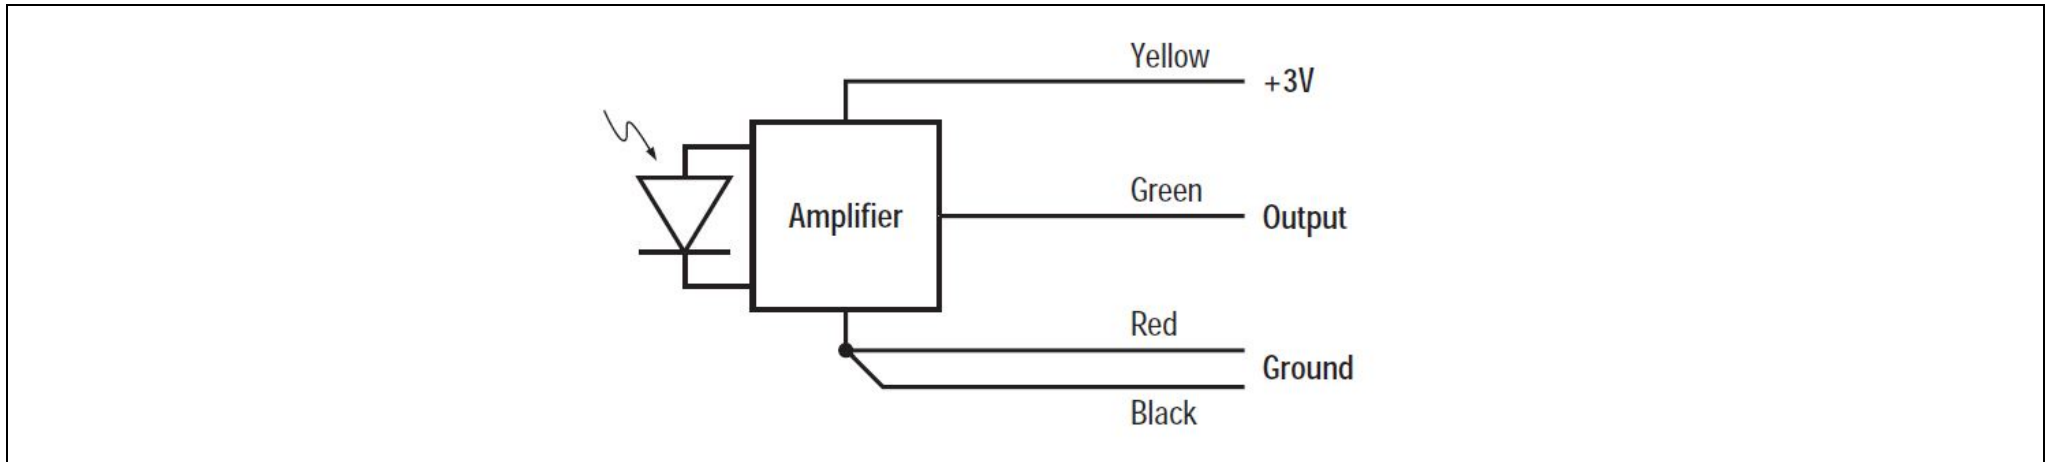 Yellow
+3V
Green
Amplifier
Output
Red
Ground
Black